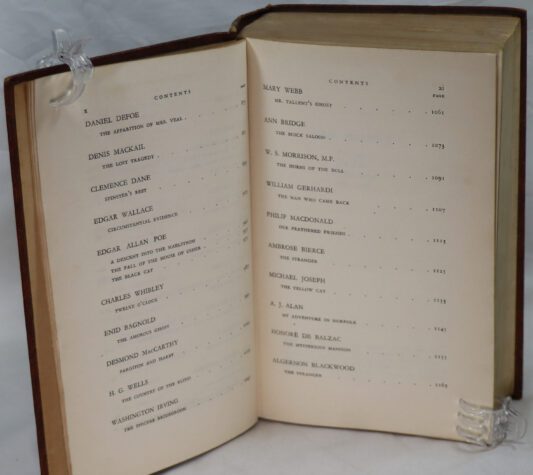 x
CONTENTS
DANIEL DEFOE
THE APPARITION OF MRS. VEAL
DENIS MACKAIL
THE LOST TRAGEDY
CLEMENCE DANE
SPINSTER'S REST
EDGAR WALLACE
CIRCUMSTANTIAL EVIDENCE
EDGAR ALLAN POE
A DESCENT INTO THE MAELSTROM
THE FALL OF THE HOUSE OF USHER
THE BLACK CAT
CHARLES WHIBLEY
TWELVE O'CLOCK
ENID BAGNOLD
THE AMOROUS GHOST
DESMOND MacCARTHY
PARGITON AND HARBY
H. G. WELLS
THE COUNTRY OF THE BLIND
WASHINGTON IRVING
THE SPECTRE BRIDEGROOM
CONTENTS
xi
PAGE
MARY WEBB
MR. TALLENT'S GHOST
1061
ANN BRIDGE
THE BUICK SALOON
1075
W. S. MORRISON, M.P.
THE HORNS OF THE BULL
1091
WILLIAM GERHARDI
THE MAN WHO CAME BACK
1107
PHILIP MACDONALD
OUR FEATHERED FRIENDS
1115
AMBROSE BIERCE
THE STRANGER
1125
MICHAEL JOSEPH
THE YELLOW CAT
A. J. ALAN
MY ADVENTURE IN NORFOLK
HONORÉ DE BALZAC
THE MYSTERIOUS MANSION
ALGERNON BLACKWOOD
THE STRANGER